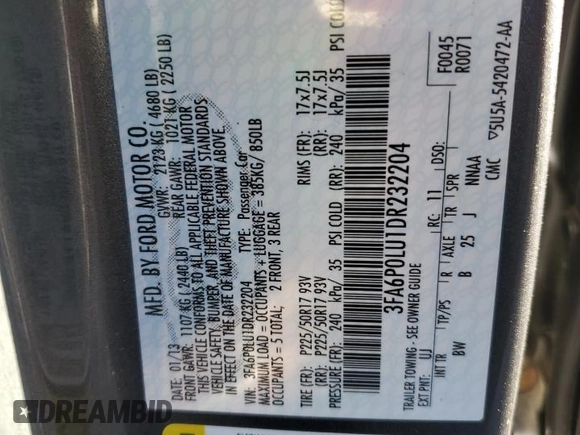 MFD. BY FORD MOTOR CO.
DATE: 01/13 GVWR: 2123 KG ( 4680 LB)
FRONT GAWR: 1107 KG ( 2440 LB) REAR GAWR: 1021 KG ( 2250 LB)
THIS VEHICLE CONFORMS TO ALL APPLICABLE FEDERAL MOTOR
VEHICLE SAFETY, BUMPER, AND THEFT PREVENTION STANDARDS
IN EFFECT ON THE DATE OF MANUFACTURE SHOWN ABOVE.
VIN: 3FA6P0LU1DR232204 TYPE: Passenger Car
MAXIMUM LOAD = OCCUPANTS + LUGGAGE = 385KG/ 850LB
OCCUPANTS = 5 TOTAL: 2 FRONT, 3 REAR
TIRE (FR): P225/50R17 93V RIMS (FR): 17x7.5J
TIRE (RR): P225/50R17 93V (RR): 17x7.5J
PRESSURE (FR): 240 kPa/ 35 PSI COLD (RR): 240 kPa/ 35 PSI COLD
3FA6P0LU1DR232204
F0045
R0071
TRAILER TOWING - SEE OWNER GUIDE
EXT PNT: UJ RC: 11 DSO:
INT TR TP/PS R AXLE TR SPR
BW B 25 J NNAA
CMC ▽5U5A-5420472-AA
DREAMBID